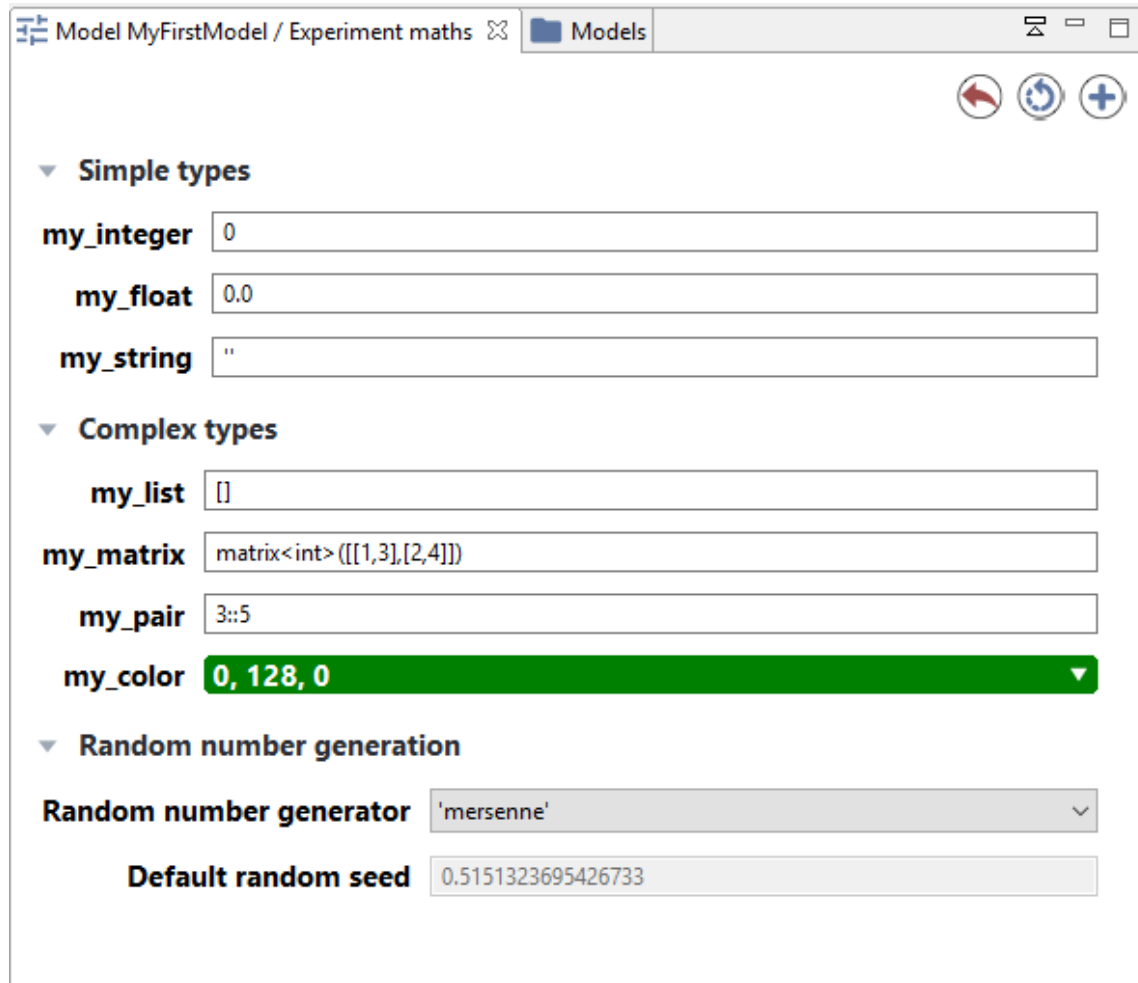 Model MyFirstModel / Experiment maths Models
Simple types
my_integer 0
my_float 0.0
my_string ''
Complex types
my_list []
my_matrix matrix<int>([[1,3],[2,4]])
my_pair 3::5
my_color 0, 128, 0
Random number generation
Random number generator 'mersenne'
Default random seed 0.5151323695426733